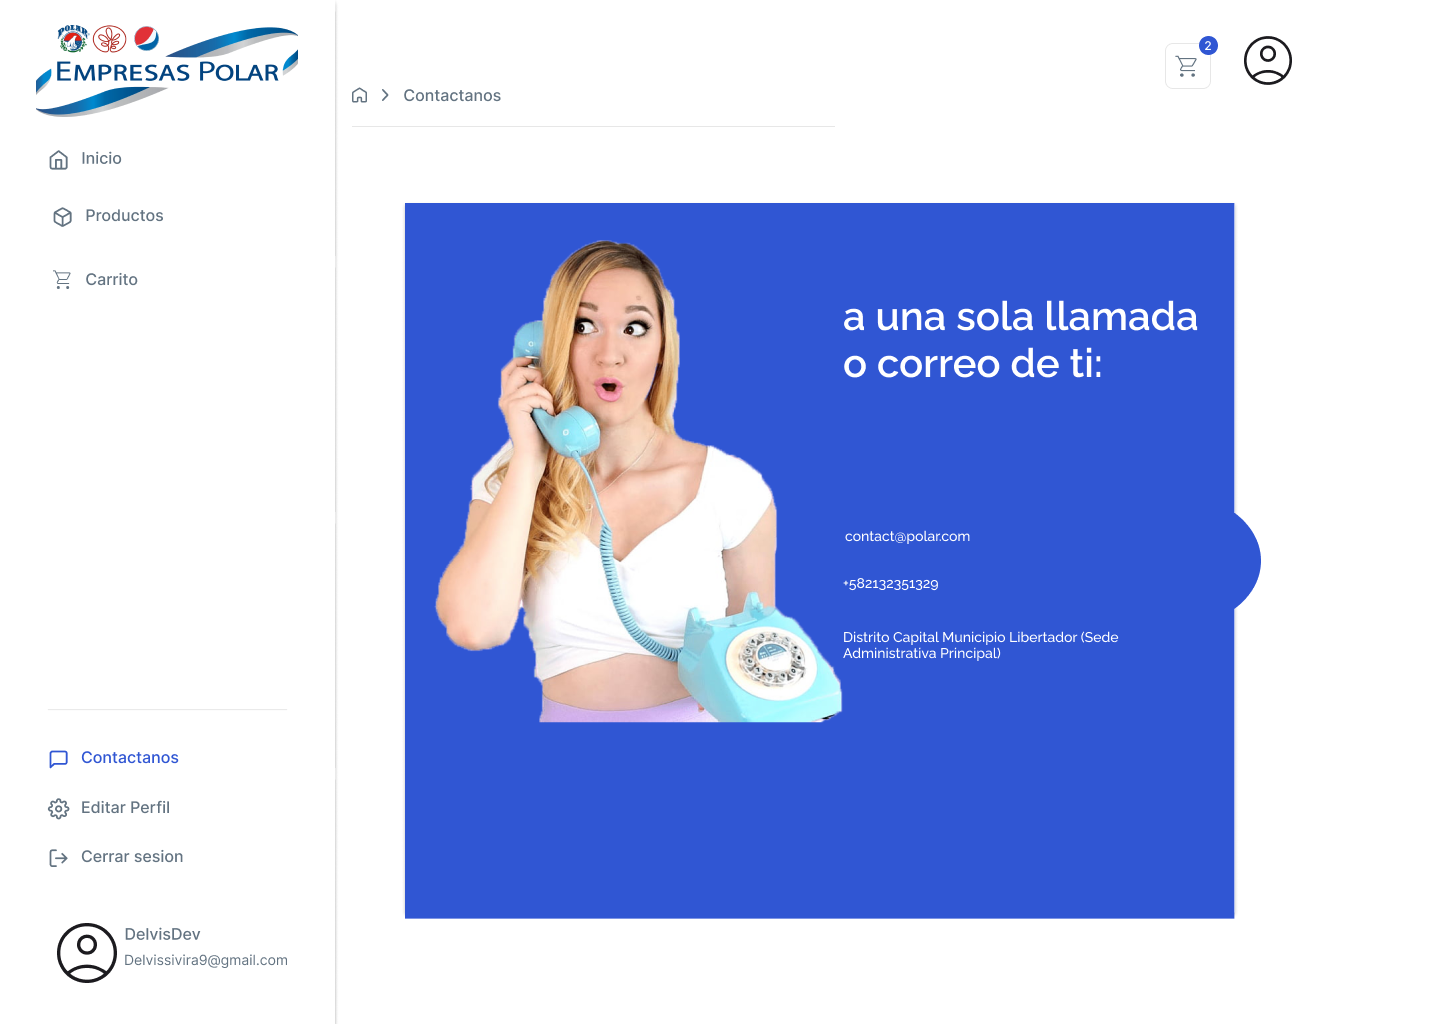 POLAR
EMPRESAS POLAR
Inicio
Productos
Carrito
Contactanos
Editar Perfil
Cerrar sesion
DelvisDev
Delvissivira9@gmail.com
Contactanos
2
a una sola llamada
o correo de ti:
contact@polar.com
+582132351329
Distrito Capital Municipio Libertador (Sede
Administrativa Principal)